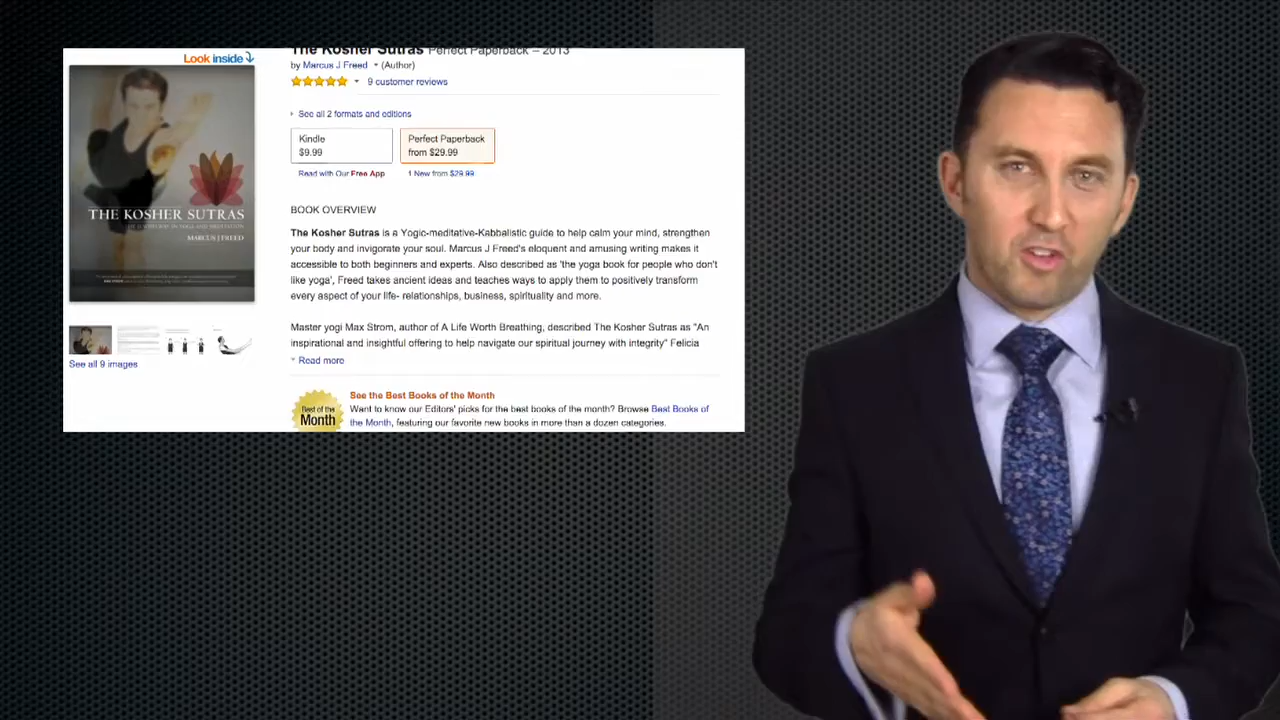 Look inside
THE KOSHER SUTRAS
MARCUS J FREED
See all 9 images
The Kosher Sutras Perfect Paperback – 2013
by Marcus J Freed (Author)
9 customer reviews
See all 2 formats and editions
Kindle
$9.99
Read with Our Free App
Perfect Paperback
from $29.99
1 New from $29.99
BOOK OVERVIEW
The Kosher Sutras is a Yogic-meditative-Kabbalistic guide to help calm your mind, strengthen
your body and invigorate your soul. Marcus J Freed's eloquent and amusing writing makes it
accessible to both beginners and experts. Also described as 'the yoga book for people who don't
like yoga', Freed takes ancient ideas and teaches ways to apply them to positively transform
every aspect of your life- relationships, business, spirituality and more.
Master yogi Max Strom, author of A Life Worth Breathing, described The Kosher Sutras as "An
inspirational and insightful offering to help navigate our spiritual journey with integrity" Felicia
Read more
Best of the
Month
See the Best Books of the Month
Want to know our Editors' picks for the best books of the month? Browse Best Books of
the Month, featuring our favorite new books in more than a dozen categories.